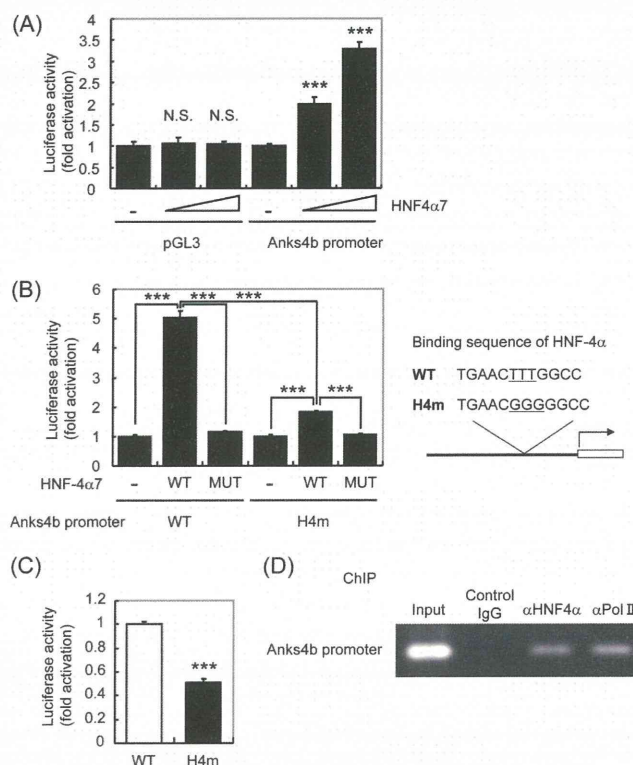 (A)
Luciferase activity
(fold activation)
4
3.5
3
2.5
2
1.5
1
0.5
0
N.S.
N.S.
***
***
-
-
HNF4α7
pGL3
Anks4b promoter
(B)
Luciferase activity
(fold activation)
6
5
4
3
2
1
0
***
***
***
***
***
HNF-4α7
-
WT
MUT
-
WT
MUT
Anks4b promoter
WT
H4m
Binding sequence of HNF-4α
WT TGAACTTTGGCC
H4m TGAACGGGGGCC
(C)
Luciferase activity
(fold activation)
1.2
1
0.8
0.6
0.4
0.2
0
***
WT
H4m
(D)
ChIP
Input
Control
IgG
αHNF4α
αPol II
Anks4b promoter